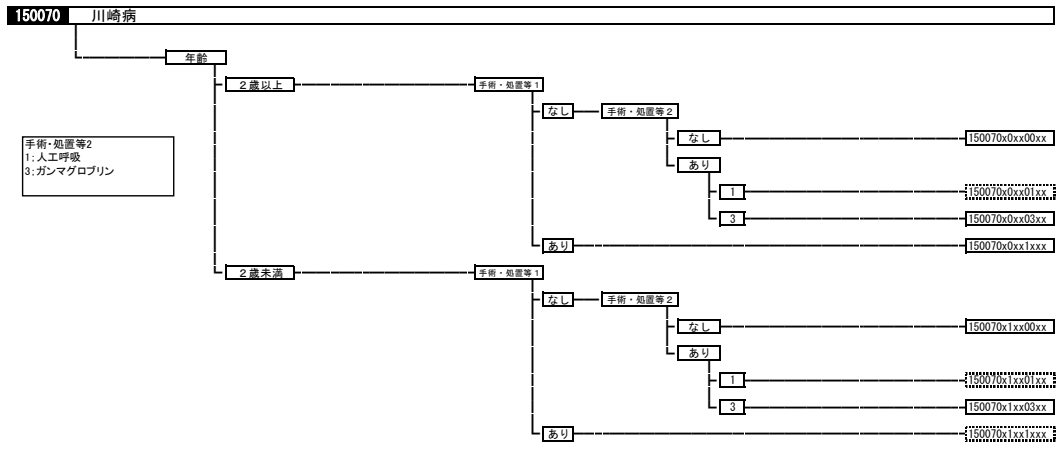 150070 川崎病
年齢
２歳以上 手術・処置等１
なし 手術・処置等２
なし 150070x0xx00xx
手術・処置等2
1；人工呼吸
3；ガンマグロブリン
あり
1 150070x0xx01xx
3 150070x0xx03xx
あり 150070x0xx1xxx
２歳未満 手術・処置等１
なし 手術・処置等２
なし 150070x1xx00xx
あり
1 150070x1xx01xx
3 150070x1xx03xx
あり 150070x1xx1xxx